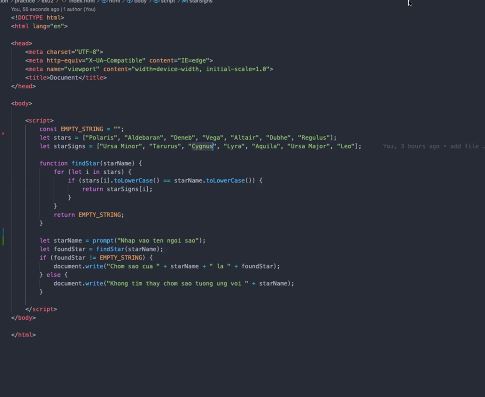 practice › ex02 › index.html › html › body › script › starSigns
You, 56 seconds ago | 1 author (You)
<!DOCTYPE html>
<html lang="en">
<head>
<meta charset="UTF-8">
<meta http-equiv="X-UA-Compatible" content="IE=edge">
<meta name="viewport" content="width=device-width, initial-scale=1.0">
<title>Document</title>
</head>
<body>
<script>
const EMPTY_STRING = "";
let stars = ["Polaris", "Aldebaran", "Deneb", "Vega", "Altair", "Dubhe", "Regulus"];
let starSigns = ["Ursa Minor", "Tarurus", "Cygnus", "Lyra", "Aquila", "Ursa Major", "Leo"]; You, 3 hours ago • add file
function findStar(starName) {
for (let i in stars) {
if (stars[i].toLowerCase() == starName.toLowerCase()) {
return starSigns[i];
}
}
return EMPTY_STRING;
}
let starName = prompt("Nhap vao ten ngoi sao");
let foundStar = findStar(starName);
if (foundStar != EMPTY_STRING) {
document.write("Chom sao cua " + starName + " la " + foundStar);
} else {
document.write("Khong tim thay chom sao tuong ung voi " + starName);
}
</script>
</body>
</html>